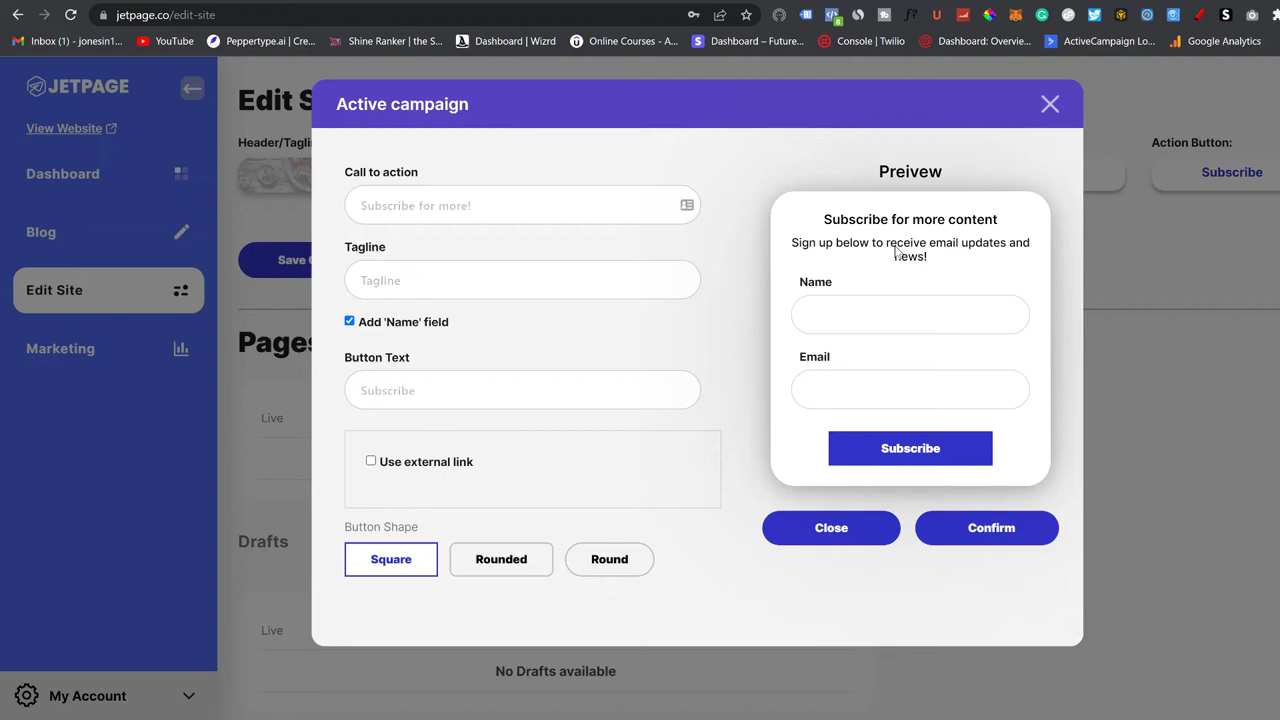 jetpage.co/edit-site
8
Inbox (1) - jonesin1...
YouTube
Peppertype.ai | Cre...
Shine Ranker | the S...
Dashboard | Wizrd
Online Courses - A...
Dashboard – Future...
Console | Twilio
Dashboard: Overvie...
ActiveCampaign Lo...
Google Analytics
JETPAGE
View Website
Dashboard
Blog
Edit Site
Marketing
My Account
Edit S
Header/Taglin
Action Button:
Subscribe
Save C
Pages
Live
Drafts
Live
No Drafts available
Active campaign
Call to action
Subscribe for more!
Tagline
Tagline
Add 'Name' field
Button Text
Subscribe
Use external link
Button Shape
Square
Rounded
Round
Preivew
Subscribe for more content
Sign up below to receive email updates and
news!
Name
Email
Subscribe
Close
Confirm